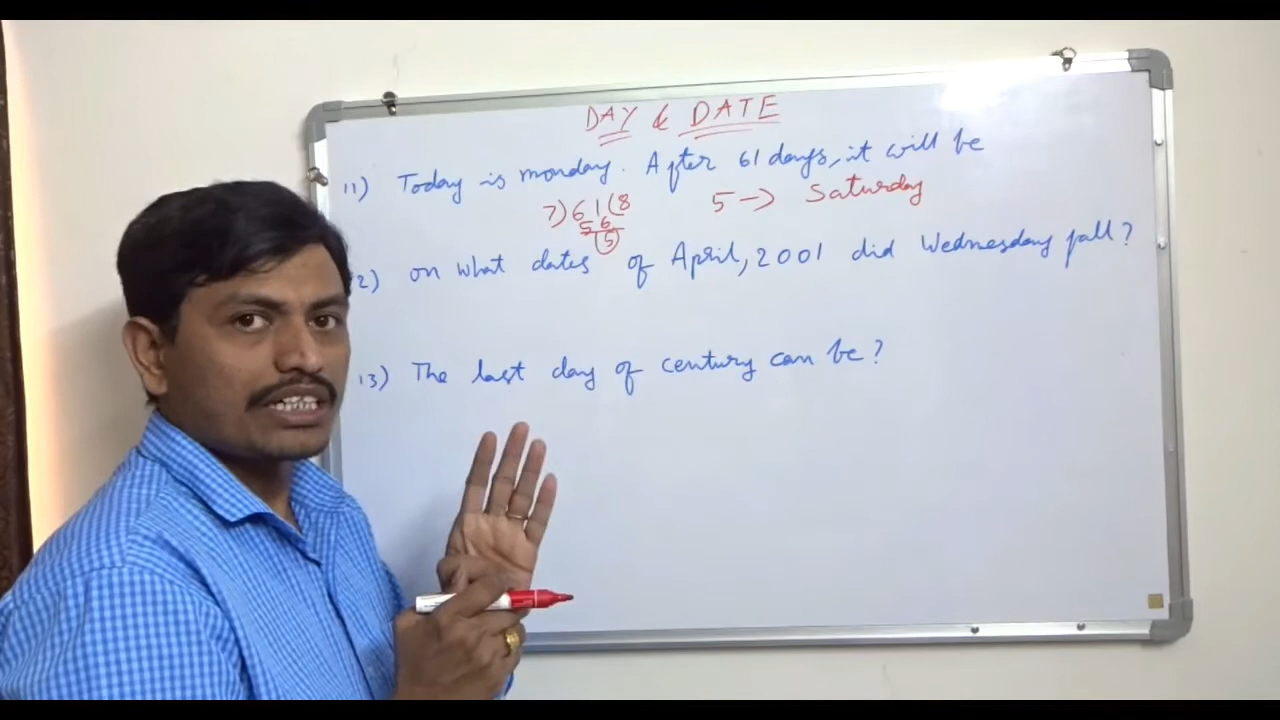 DAY & DATE
11) Today is monday. After 61 days, it will be
7) 61 (8 5 -> Saturday
56
5
12) on what dates of April, 2001 did Wednesday fall?
13) The last day of century can be?